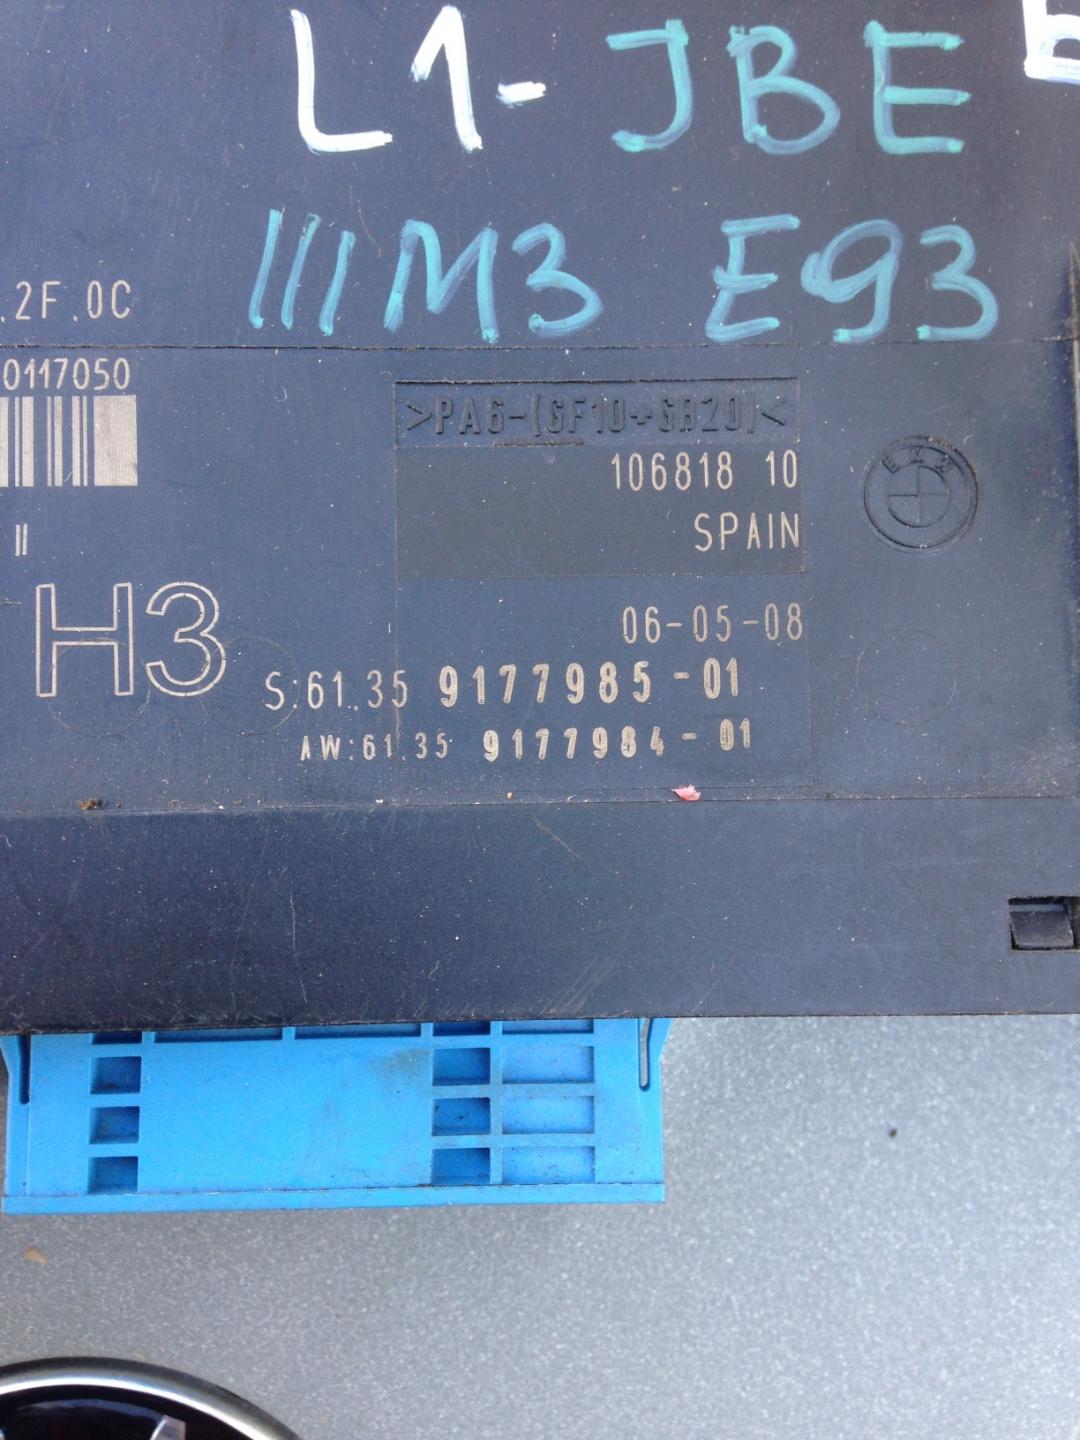 L1-JBE
///M3 E93
.2F.0C
0117050
>PA6-(GF10+GB20)<
106818 10
SPAIN
BMW
H3
06-05-08
S:61.35 9177985-01
AW:61.35 9177984-01